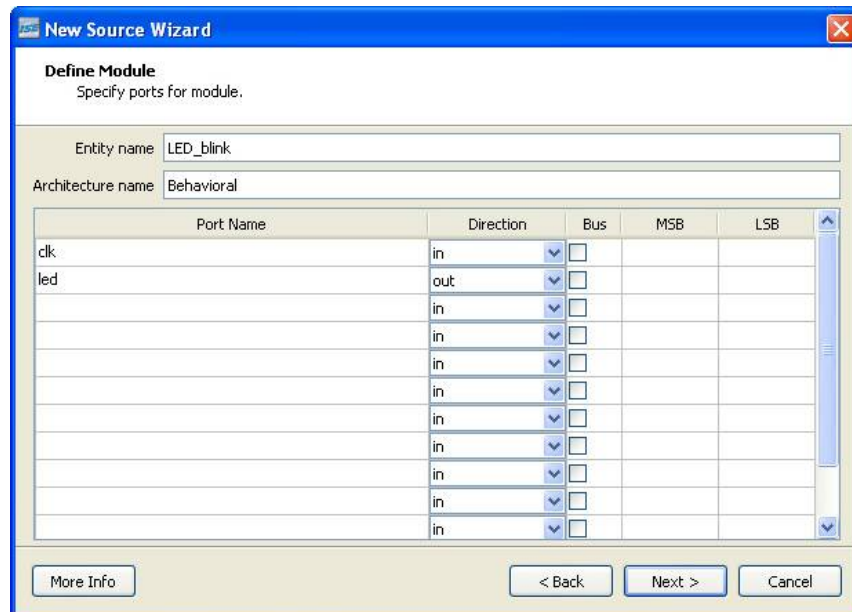 ISE New Source Wizard
Define Module
Specify ports for module.
Entity name LED_blink
Architecture name Behavioral
Port Name Direction Bus MSB LSB
clk in
led out
in
in
in
in
in
in
in
in
in
More Info < Back Next > Cancel